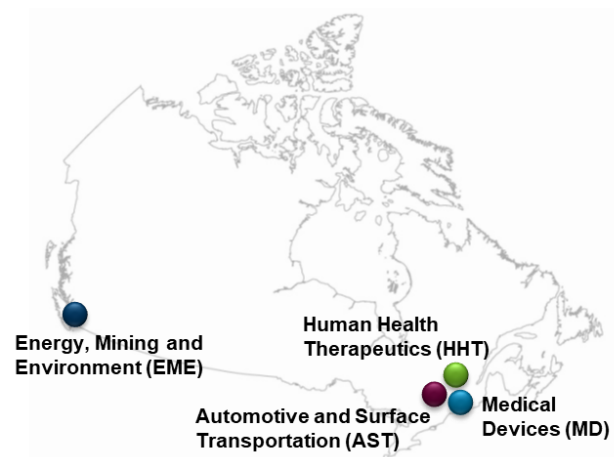 Energy, Mining and
Environment (EME)
Human Health
Therapeutics (HHT)
Automotive and Surface
Transportation (AST)
Medical
Devices (MD)